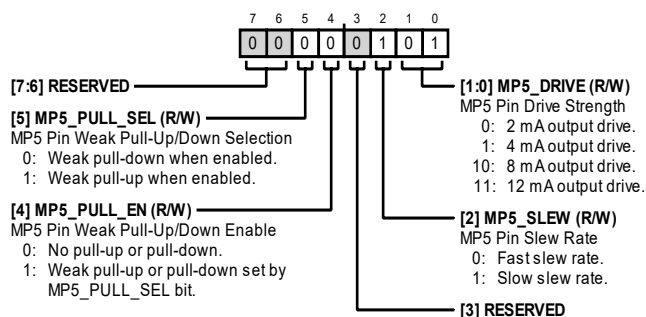 7 6 5 4 3 2 1 0
0 0 0 0 0 1 0 1
[7:6] RESERVED
[5] MP5_PULL_SEL (R/W)
MP5 Pin Weak Pull-Up/Down Selection
0: Weak pull-down when enabled.
1: Weak pull-up when enabled.
[4] MP5_PULL_EN (R/W)
MP5 Pin Weak Pull-Up/Down Enable
0: No pull-up or pull-down.
1: Weak pull-up or pull-down set by
MP5_PULL_SEL bit.
[1:0] MP5_DRIVE (R/W)
MP5 Pin Drive Strength
0: 2 mA output drive.
1: 4 mA output drive.
10: 8 mA output drive.
11: 12 mA output drive.
[2] MP5_SLEW (R/W)
MP5 Pin Slew Rate
0: Fast slew rate.
1: Slow slew rate.
[3] RESERVED